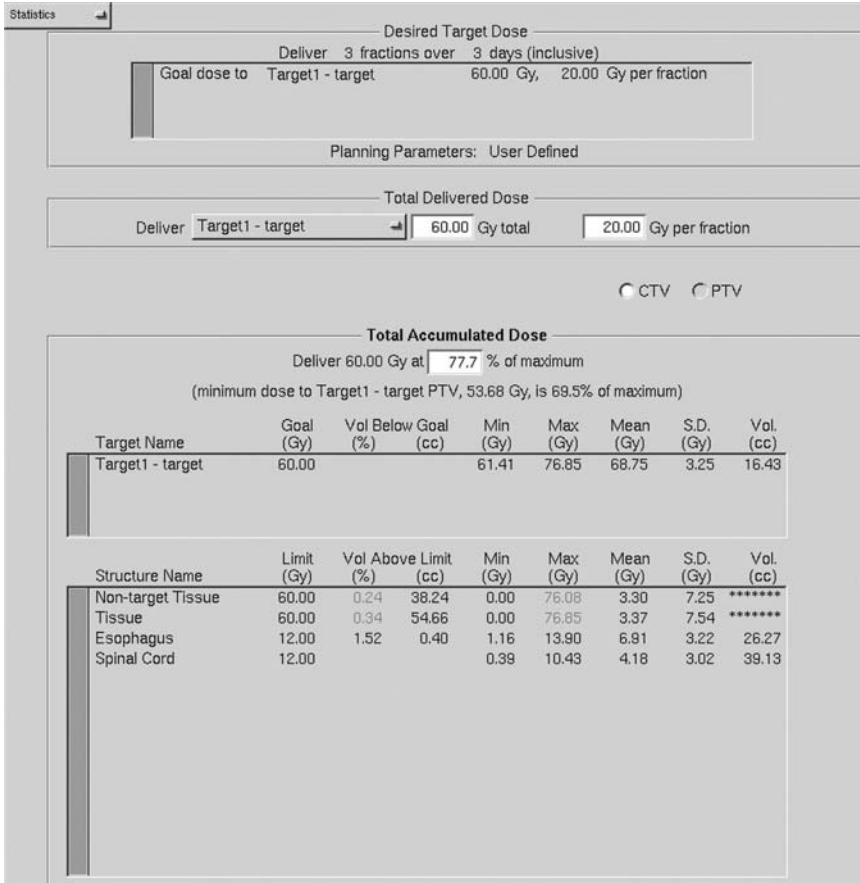 Statistics
Desired Target Dose
Deliver 3 fractions over 3 days (inclusive)
Goal dose to Target1 - target 60.00 Gy, 20.00 Gy per fraction
Planning Parameters: User Defined
Total Delivered Dose
Deliver Target1 - target 60.00 Gy total 20.00 Gy per fraction
CTV PTV
Total Accumulated Dose
Deliver 60.00 Gy at 77.7 % of maximum
(minimum dose to Target1 - target PTV, 53.68 Gy, is 69.5% of maximum)
Goal Vol Below Goal Min Max Mean S.D. Vol.
Target Name (Gy) (%) (cc) (Gy) (Gy) (Gy) (Gy) (cc)
Target1 - target 60.00 61.41 76.85 68.75 3.25 16.43
Limit Vol Above Limit Min Max Mean S.D. Vol.
Structure Name (Gy) (%) (cc) (Gy) (Gy) (Gy) (Gy) (cc)
Non-target Tissue 60.00 0.24 38.24 0.00 76.08 3.30 7.25 *******
Tissue 60.00 0.34 54.66 0.00 76.85 3.37 7.54 *******
Esophagus 12.00 1.52 0.40 1.16 13.90 6.91 3.22 26.27
Spinal Cord 12.00 0.39 10.43 4.18 3.02 39.13